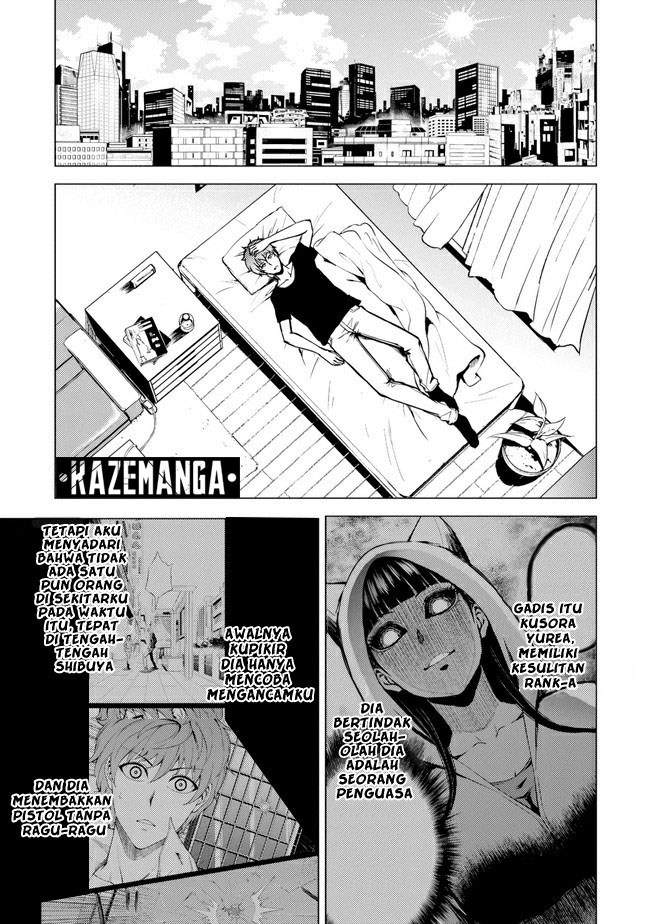 KAZEMANGA
GADIS ITU
KUSORA
YUREA,
MEMILIKI
KESULITAN
RANK-A
DIA
BERTINDAK
SEOLAH-
OLAH DIA
ADALAH
SEORANG
PENGUASA
AWALNYA
KUPIKIR
DIA HANYA
MENCOBA
MENGANCAMKU
TETAPI AKU
MENYADARI
BAHWA TIDAK
ADA SATU
PUN ORANG
DI SEKITARKU
PADA WAKTU
ITU, TEPAT
DI TENGAH-
TENGAH
SHIBUYA
DAN DIA
MENEMBAKKAN
PISTOL TANPA
RAGU-RAGU